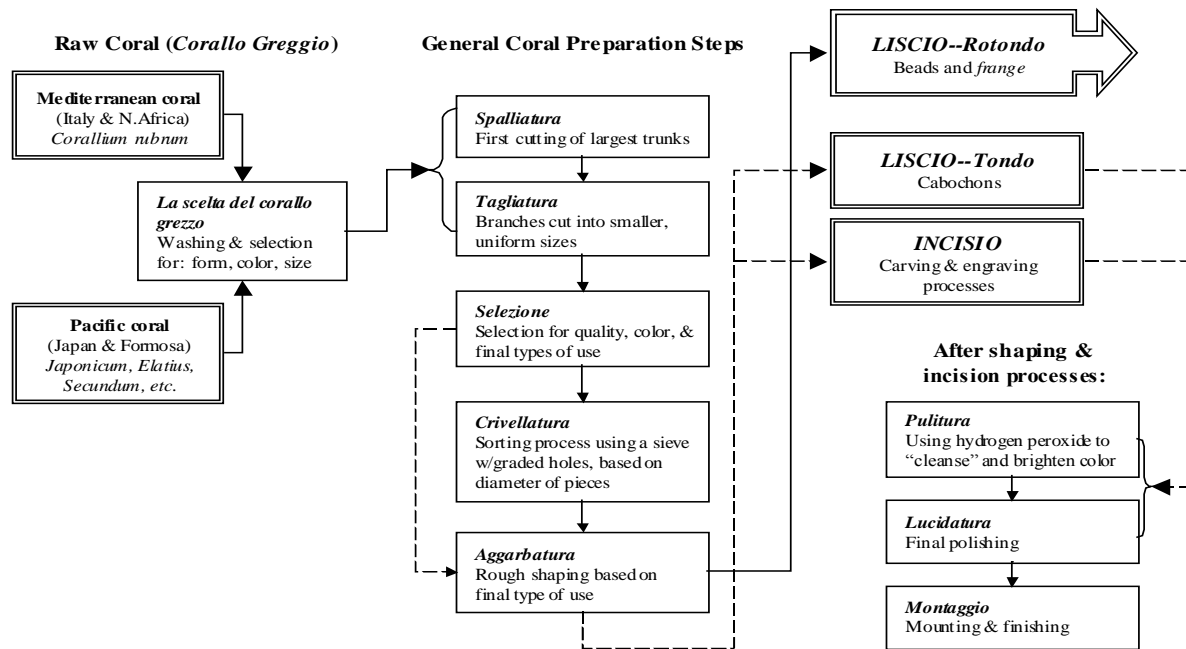 Raw Coral (Corallo Greggio)
Mediterranean coral
(Italy & N.Africa)
Corallium rubrum
La scelta del corallo
grezzo
Washing & selection
for: form, color, size
Pacific coral
(Japan & Formosa)
Japonicum, Elatius,
Secundum, etc.
General Coral Preparation Steps
Spalliatura
First cutting of largest trunks
Tagliatura
Branches cut into smaller,
uniform sizes
Selezione
Selection for quality, color, &
final types of use
Crivellatura
Sorting process using a sieve
w/graded holes, based on
diameter of pieces
Aggarbatura
Rough shaping based on
final type of use
LISCIO--Rotondo
Beads and frange
LISCIO--Tondo
Cabochons
INCISIO
Carving & engraving
processes
After shaping &
incision processes:
Pulitura
Using hydrogen peroxide to
“cleanse” and brighten color
Lucidatura
Final polishing
Montaggio
Mounting & finishing